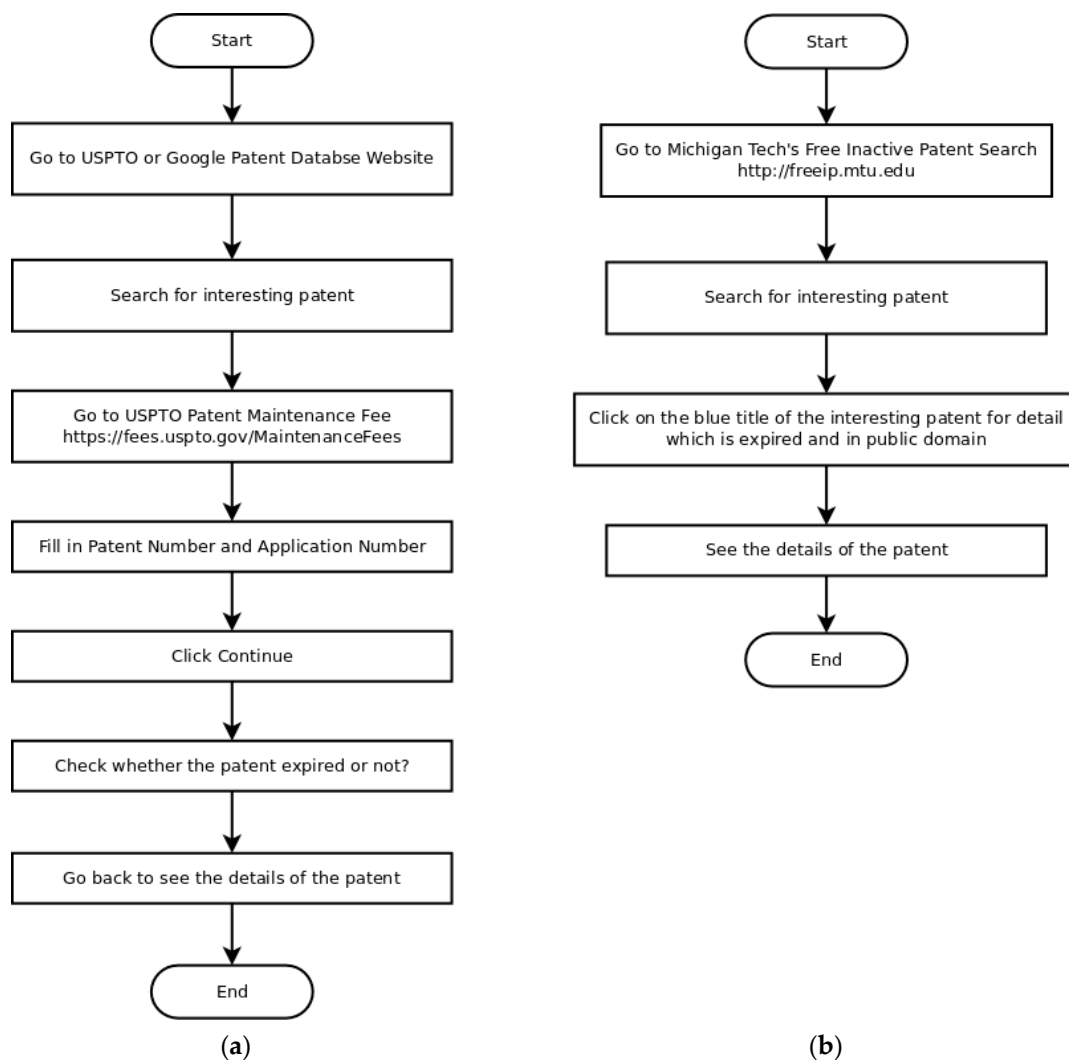 Start
Go to USPTO or Google Patent Databse Website
Search for interesting patent
Go to USPTO Patent Maintenance Fee
https://fees.uspto.gov/MaintenanceFees
Fill in Patent Number and Application Number
Click Continue
Check whether the patent expired or not?
Go back to see the details of the patent
End
(a)
Start
Go to Michigan Tech's Free Inactive Patent Search
http://freeip.mtu.edu
Search for interesting patent
Click on the blue title of the interesting patent for detail
which is expired and in public domain
See the details of the patent
End
(b)